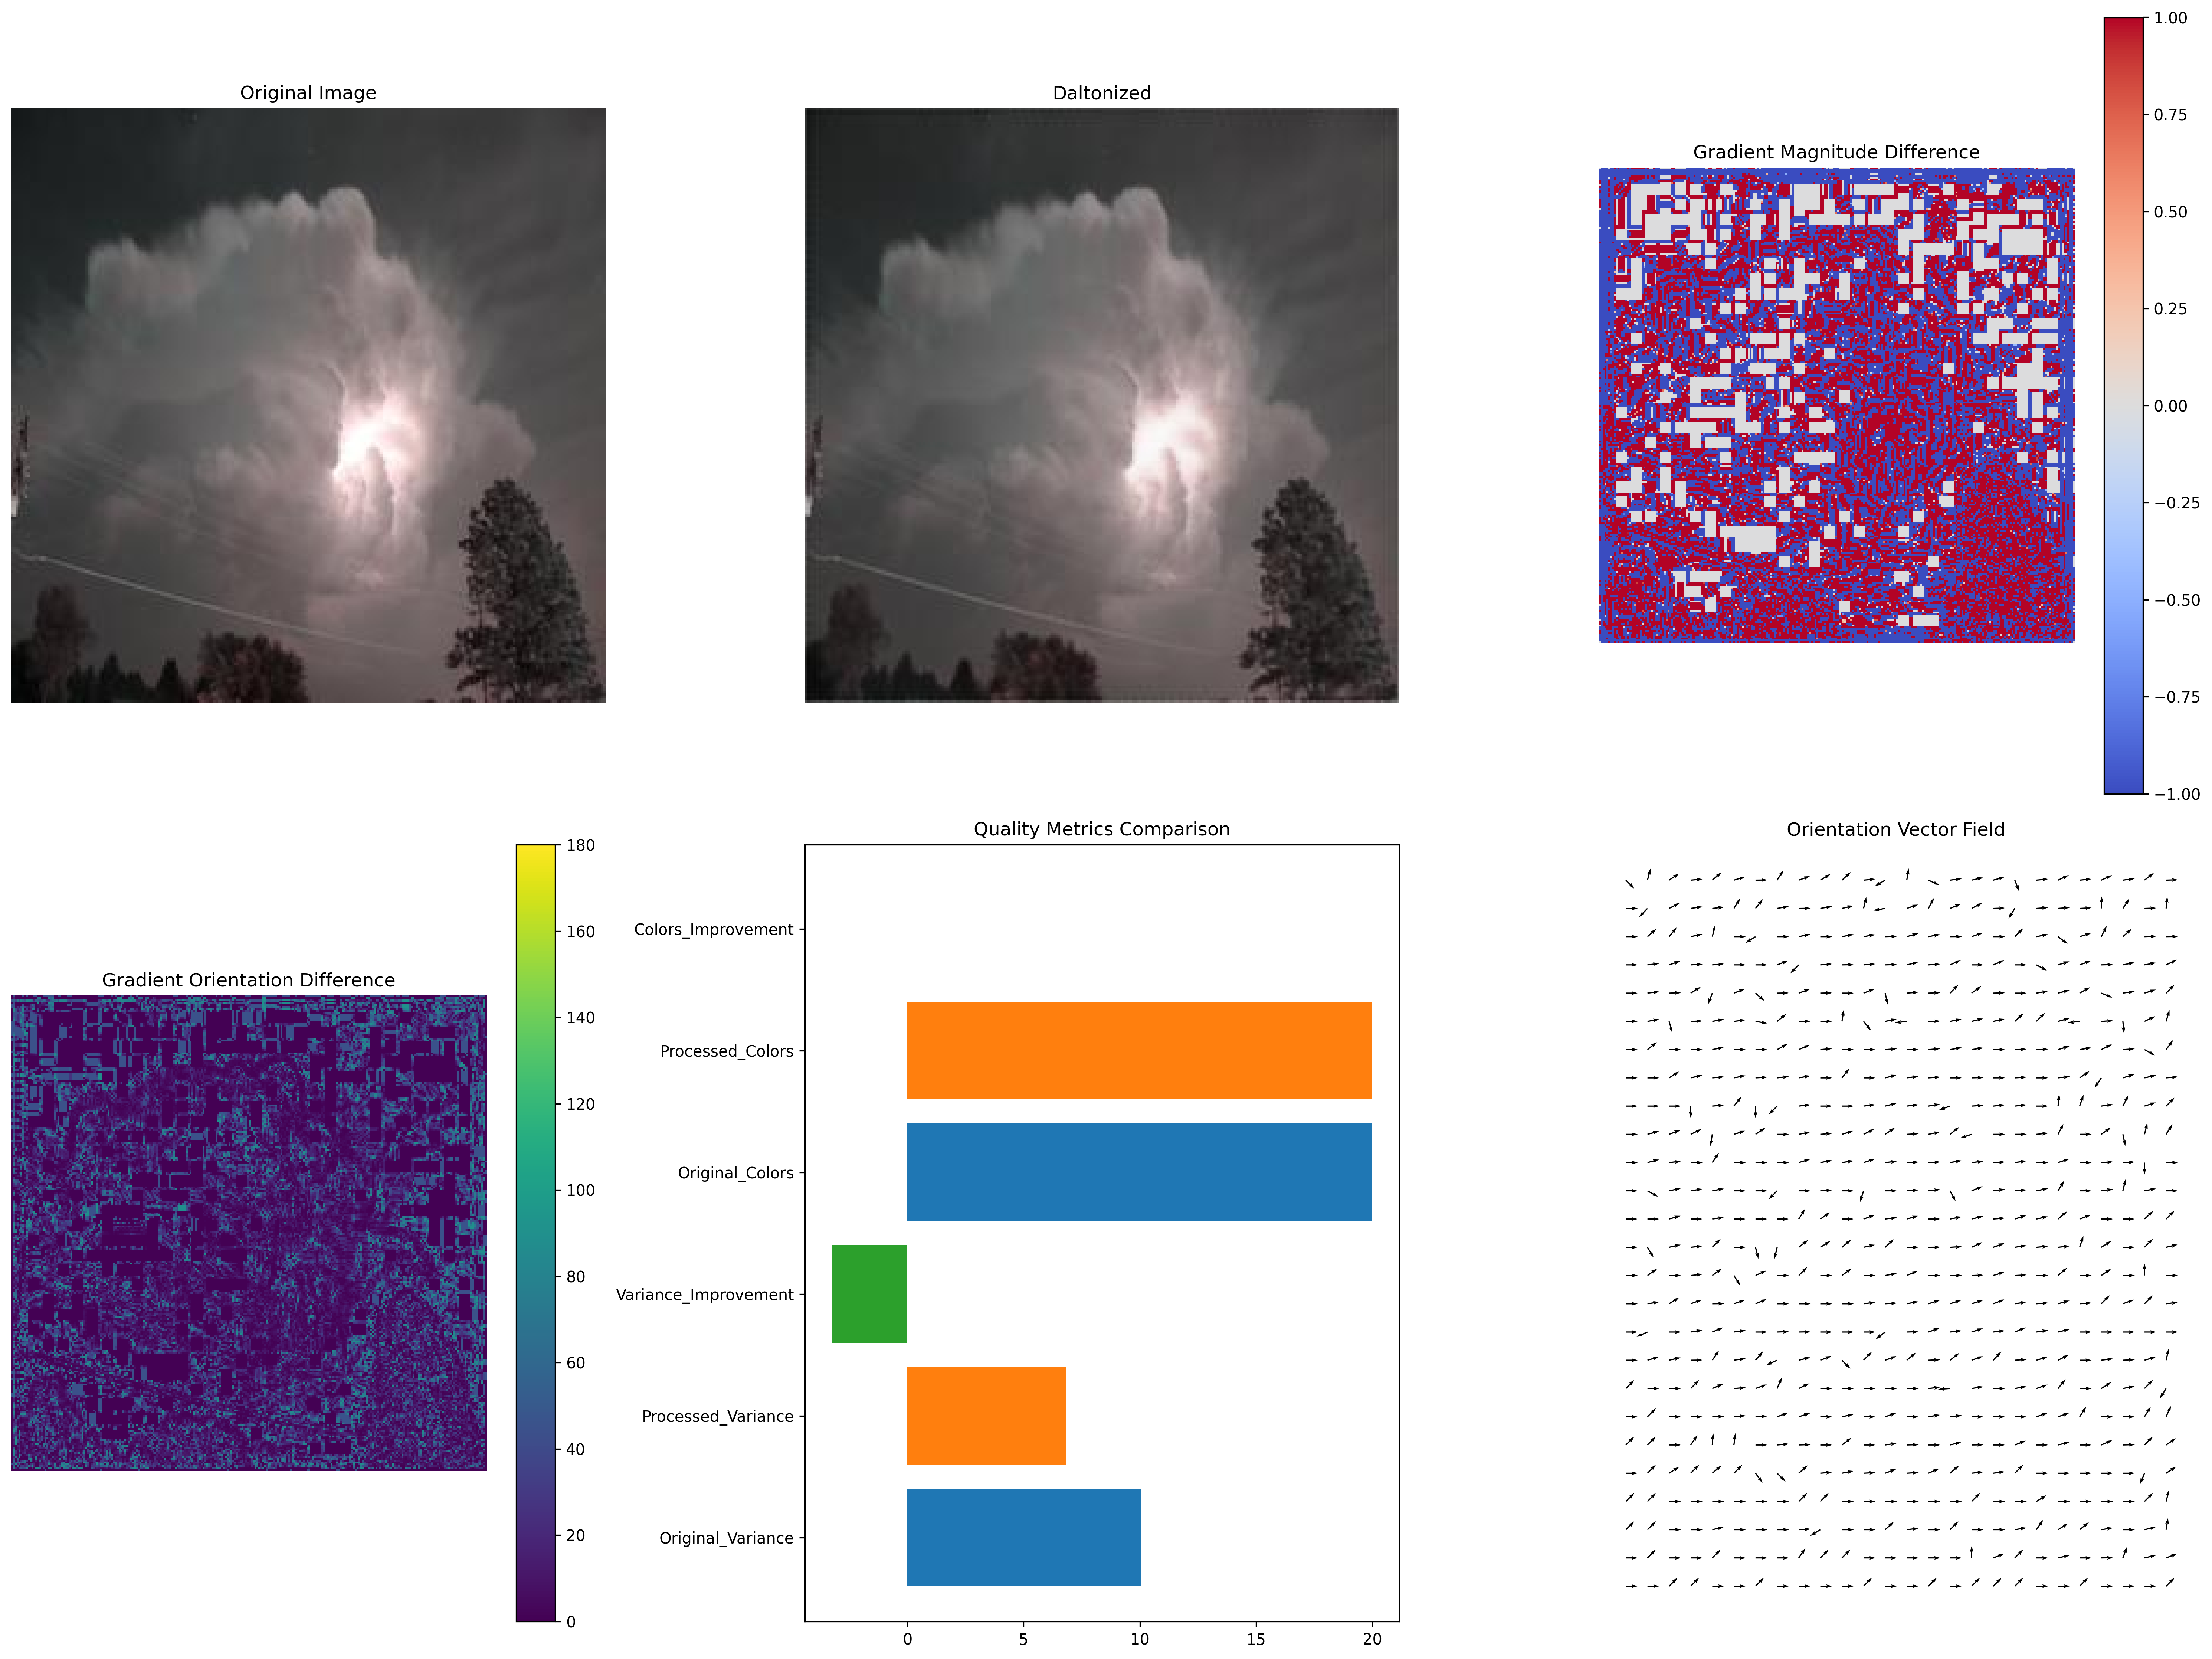 Original Image
Daltonized
Gradient Magnitude Difference
1.00
0.75
0.50
0.25
0.00
−0.25
−0.50
−0.75
−1.00
Gradient Orientation Difference
180
160
140
120
100
80
60
40
20
0
Quality Metrics Comparison
Colors_Improvement
Processed_Colors
Original_Colors
Variance_Improvement
Processed_Variance
Original_Variance
0 5 10 15 20
Orientation Vector Field